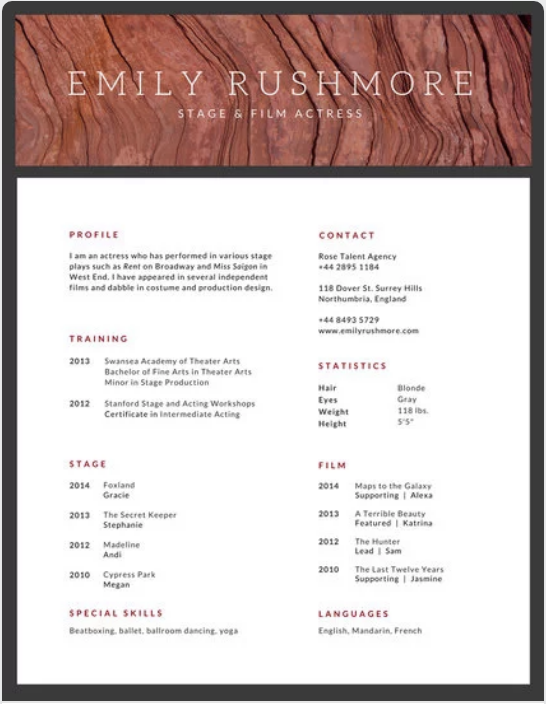 EMILY RUSHMORE
STAGE & FILM ACTRESS
PROFILE
I am an actress who has performed in various stage
plays such as Rent on Broadway and Miss Saigon in
West End. I have appeared in several independent
films and dabble in costume and production design.
TRAINING
2013 Swansea Academy of Theater Arts
Bachelor of Fine Arts in Theater Arts
Minor in Stage Production
2012 Stanford Stage and Acting Workshops
Certificate in Intermediate Acting
STAGE
2014 Foxland
Gracie
2013 The Secret Keeper
Stephanie
2012 Madeline
Andi
2010 Cypress Park
Megan
SPECIAL SKILLS
Beatboxing, ballet, ballroom dancing, yoga
CONTACT
Rose Talent Agency
+44 2895 1184
118 Dover St. Surrey Hills
Northumbria, England
+44 8493 5729
www.emilyrushmore.com
STATISTICS
Hair Blonde
Eyes Gray
Weight 118 lbs.
Height 5'5"
FILM
2014 Maps to the Galaxy
Supporting | Alexa
2013 A Terrible Beauty
Featured | Katrina
2012 The Hunter
Lead | Sam
2010 The Last Twelve Years
Supporting | Jasmine
LANGUAGES
English, Mandarin, French